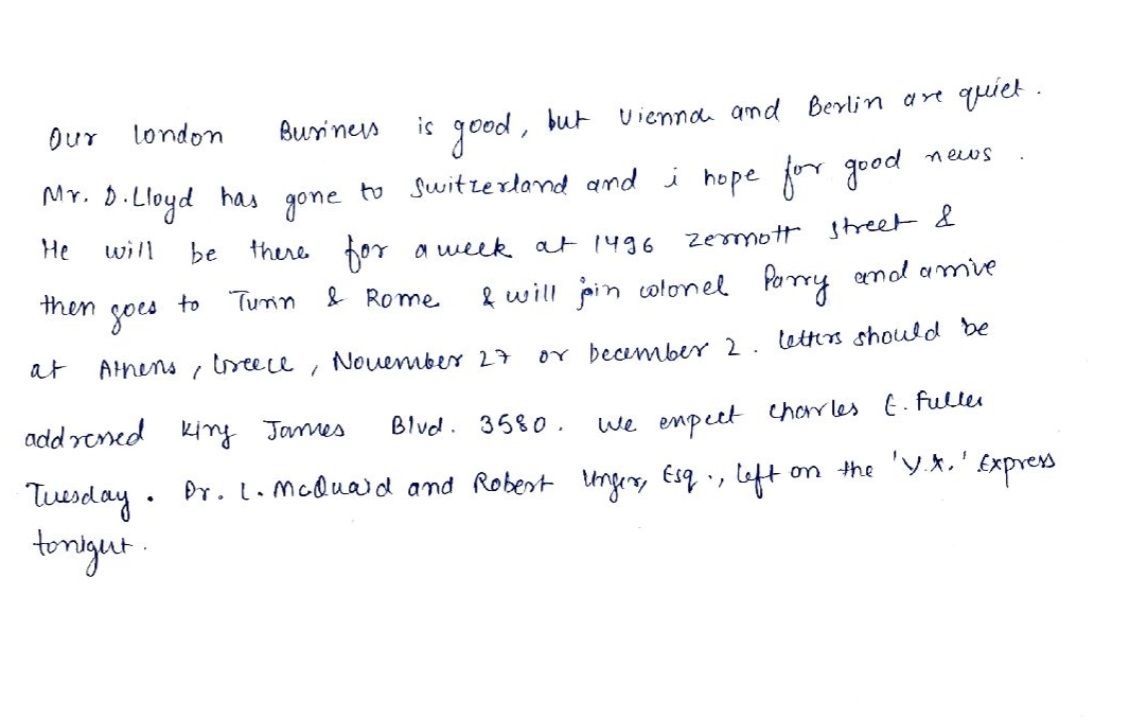 Our london Business is good, but Vienna and Berlin are quiet.
Mr. D.Lloyd has gone to Switzerland and i hope for good news.
He will be there for a week at 1496 zermott street &
then goes to Turin & Rome & will join colonel Parry and arrive
at Athens, Greece, November 27 or December 2. letters should be
addressed King James Blvd. 3580. We expect Charles E. Fuller
Tuesday. Dr. L. McQuaid and Robert Unger, Esq., left on the 'Y.X.' Express
tonight.